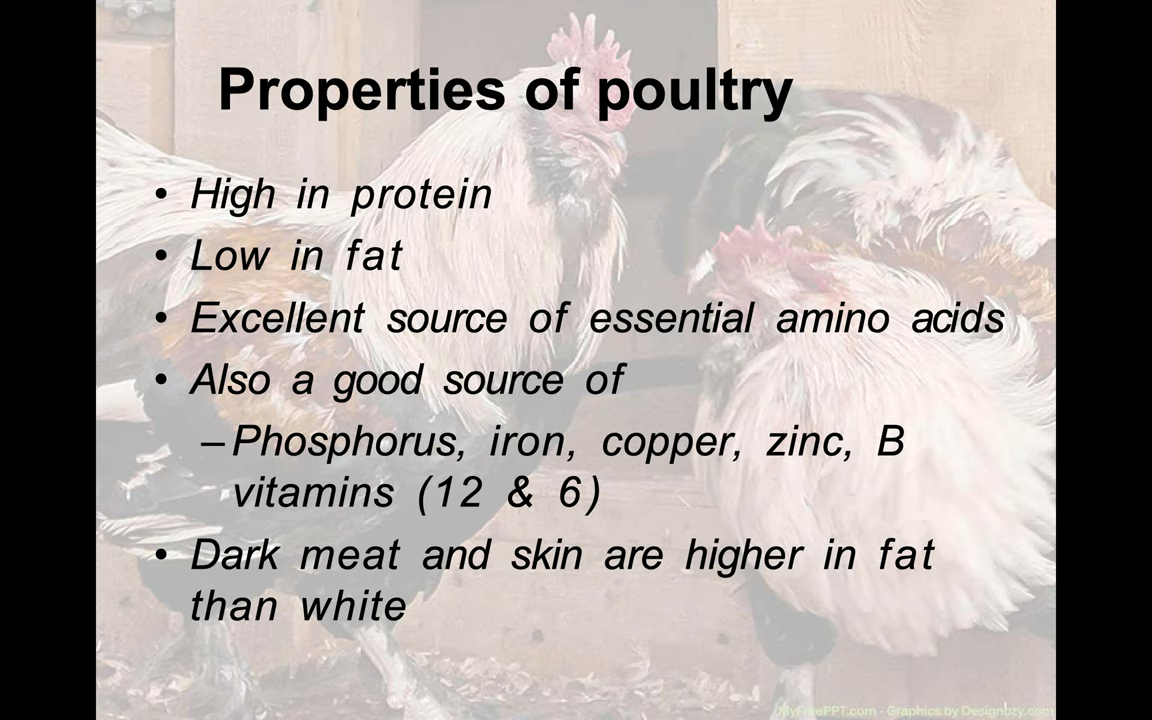 Properties of poultry
• High in protein
• Low in fat
• Excellent source of essential amino acids
• Also a good source of
– Phosphorus, iron, copper, zinc, B
vitamins (12 & 6)
• Dark meat and skin are higher in fat
than white
MyFreePPT.com - Graphics by Designozy.com